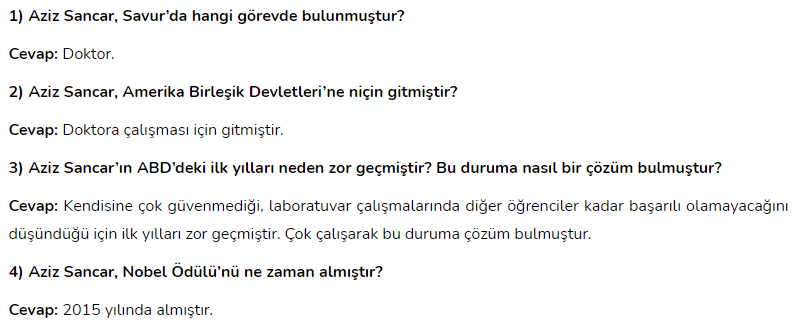 1) Aziz Sancar, Savur’da hangi görevde bulunmuştur?
Cevap: Doktor.
2) Aziz Sancar, Amerika Birleşik Devletleri’ne niçin gitmiştir?
Cevap: Doktora çalışması için gitmiştir.
3) Aziz Sancar’ın ABD’deki ilk yılları neden zor geçmiştir? Bu duruma nasıl bir çözüm bulmuştur?
Cevap: Kendisine çok güvenmediği, laboratuvar çalışmalarında diğer öğrenciler kadar başarılı olamayacağını
düşündüğü için ilk yılları zor geçmiştir. Çok çalışarak bu duruma çözüm bulmuştur.
4) Aziz Sancar, Nobel Ödülü’nü ne zaman almıştır?
Cevap: 2015 yılında almıştır.